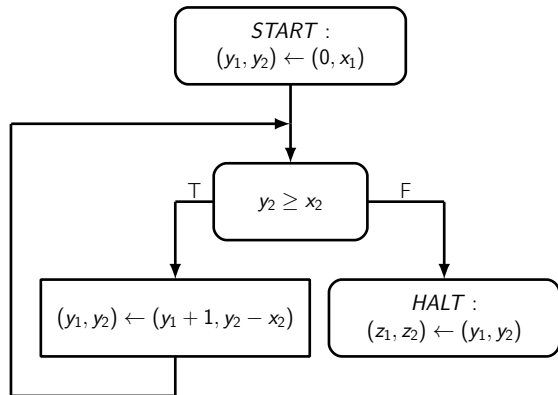 START :
(y₁, y₂) ← (0, x₁)
T
y₂ ≥ x₂
F
(y₁, y₂) ← (y₁ + 1, y₂ − x₂)
HALT :
(z₁, z₂) ← (y₁, y₂)